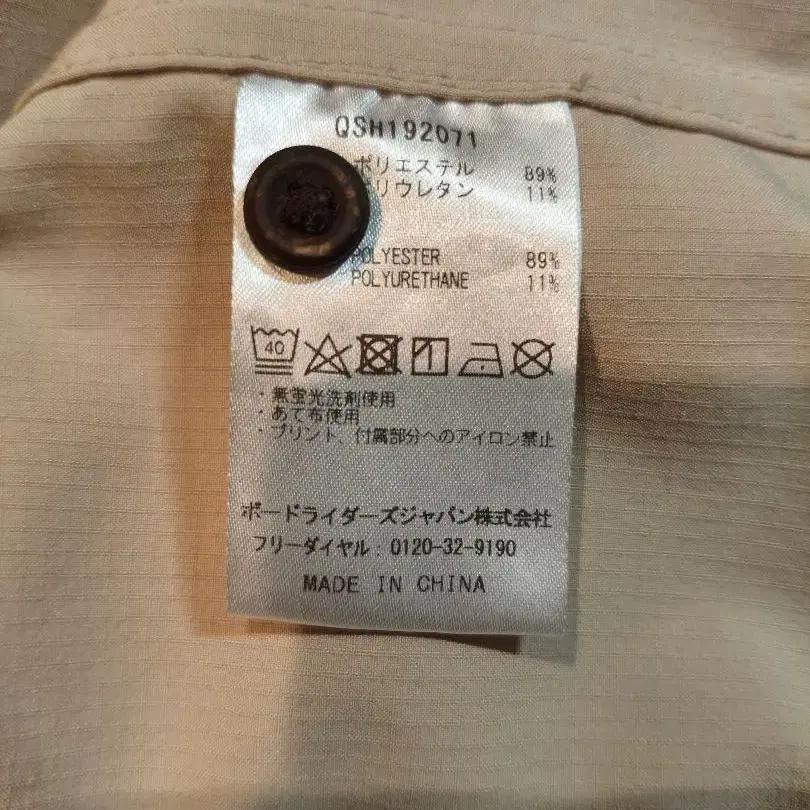 QSH192071
ポリエステル 89%
ポリウレタン 11%
POLYESTER 89%
POLYURETHANE 11%
40
・無蛍光洗剤使用
・あて布使用
・プリント、付属部分へのアイロン禁止
ボードライダーズジャパン株式会社
フリーダイヤル：0120-32-9190
MADE IN CHINA